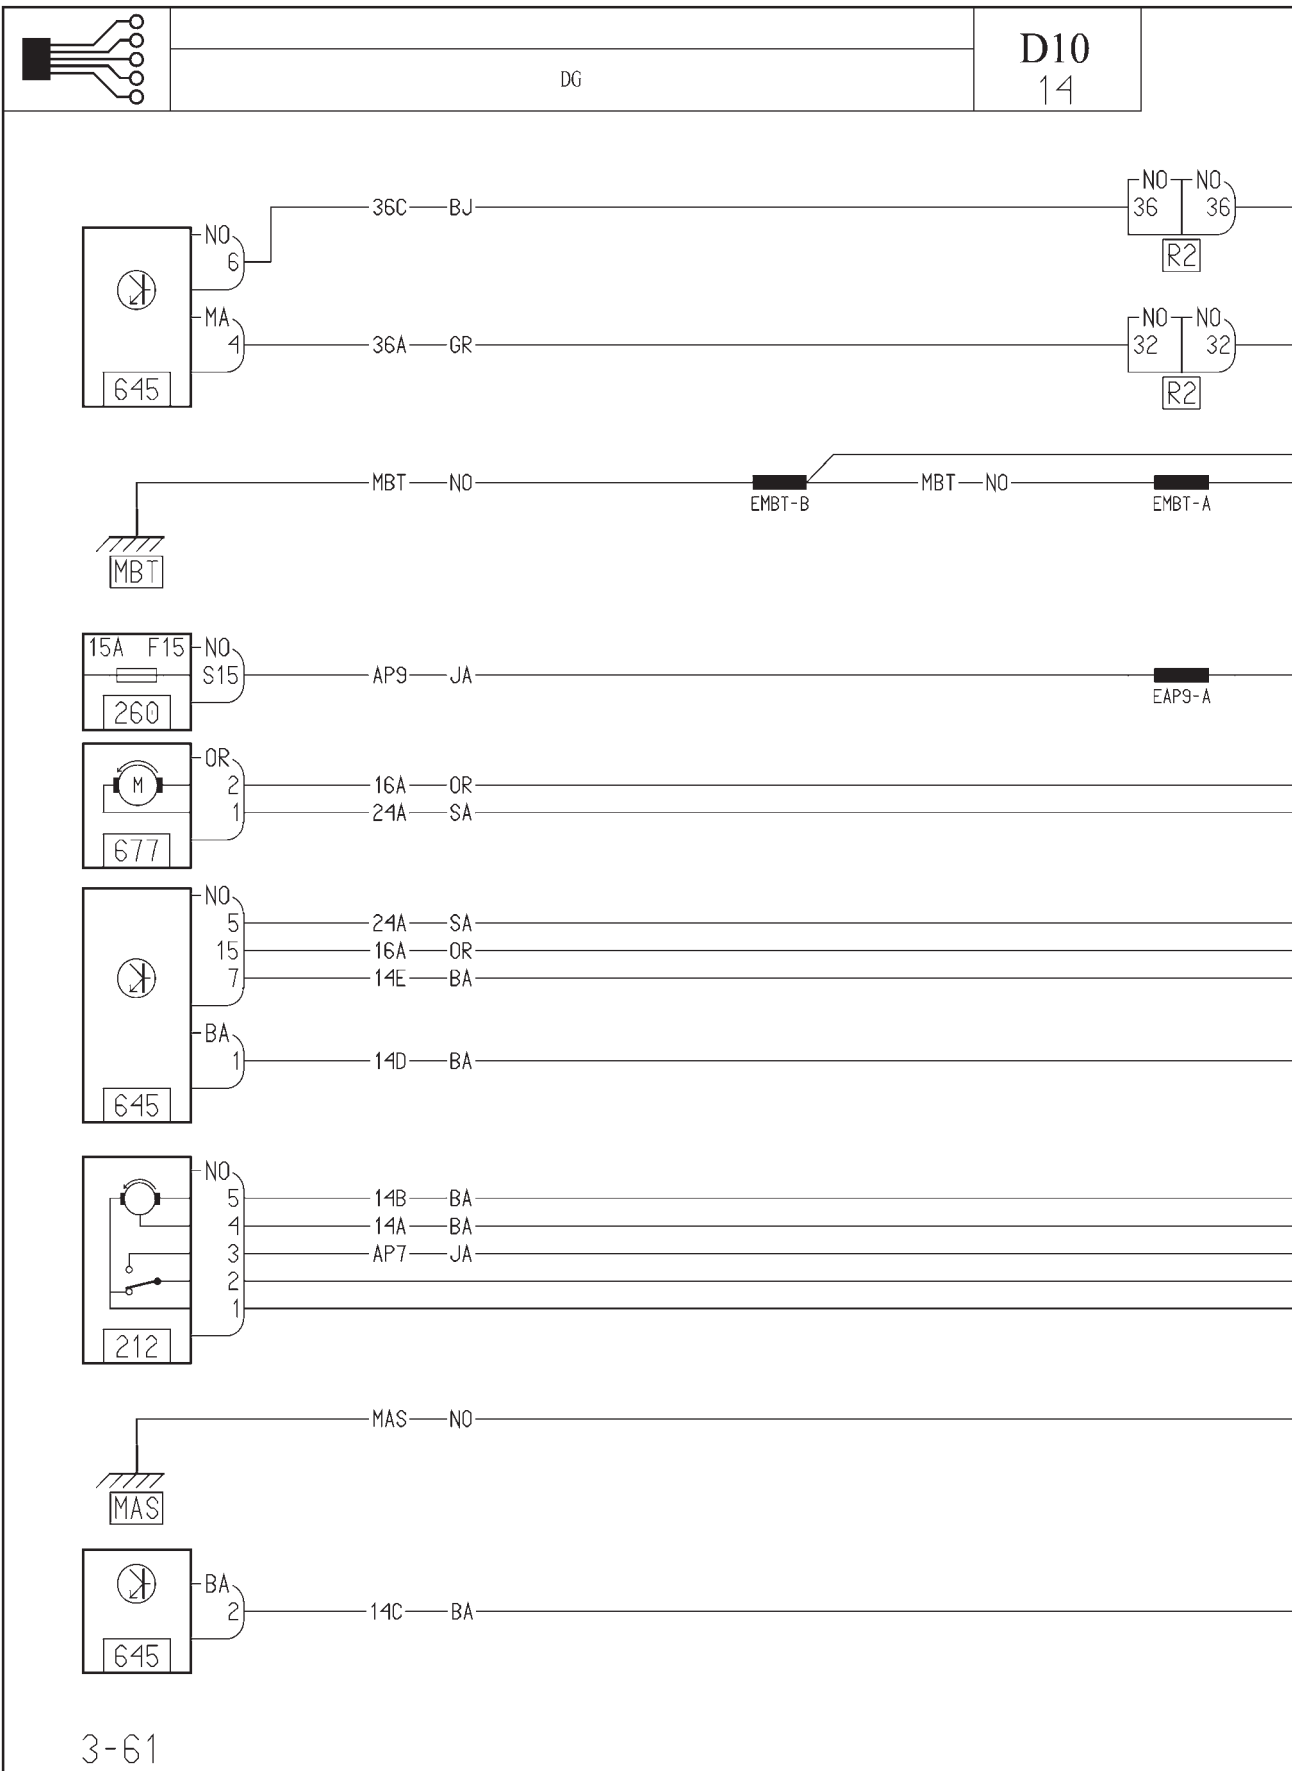 D10
DG
14
NO NO
36C BJ 36 36
NO
6
R2
MA NO NO
4 36A GR 32 32
645
R2
MBT NO MBT NO
EMBT-B EMBT-A
MBT
15A F15 NO
S15 AP9 JA
EAP9-A
260
OR
M 2 16A OR
1 24A SA
677
NO
5 24A SA
15 16A OR
7 14E BA
BA
1 14D BA
645
NO
5 14B BA
4 14A BA
3 AP7 JA
2
1
212
MAS NO
MAS
BA
2 14C BA
645
3-61